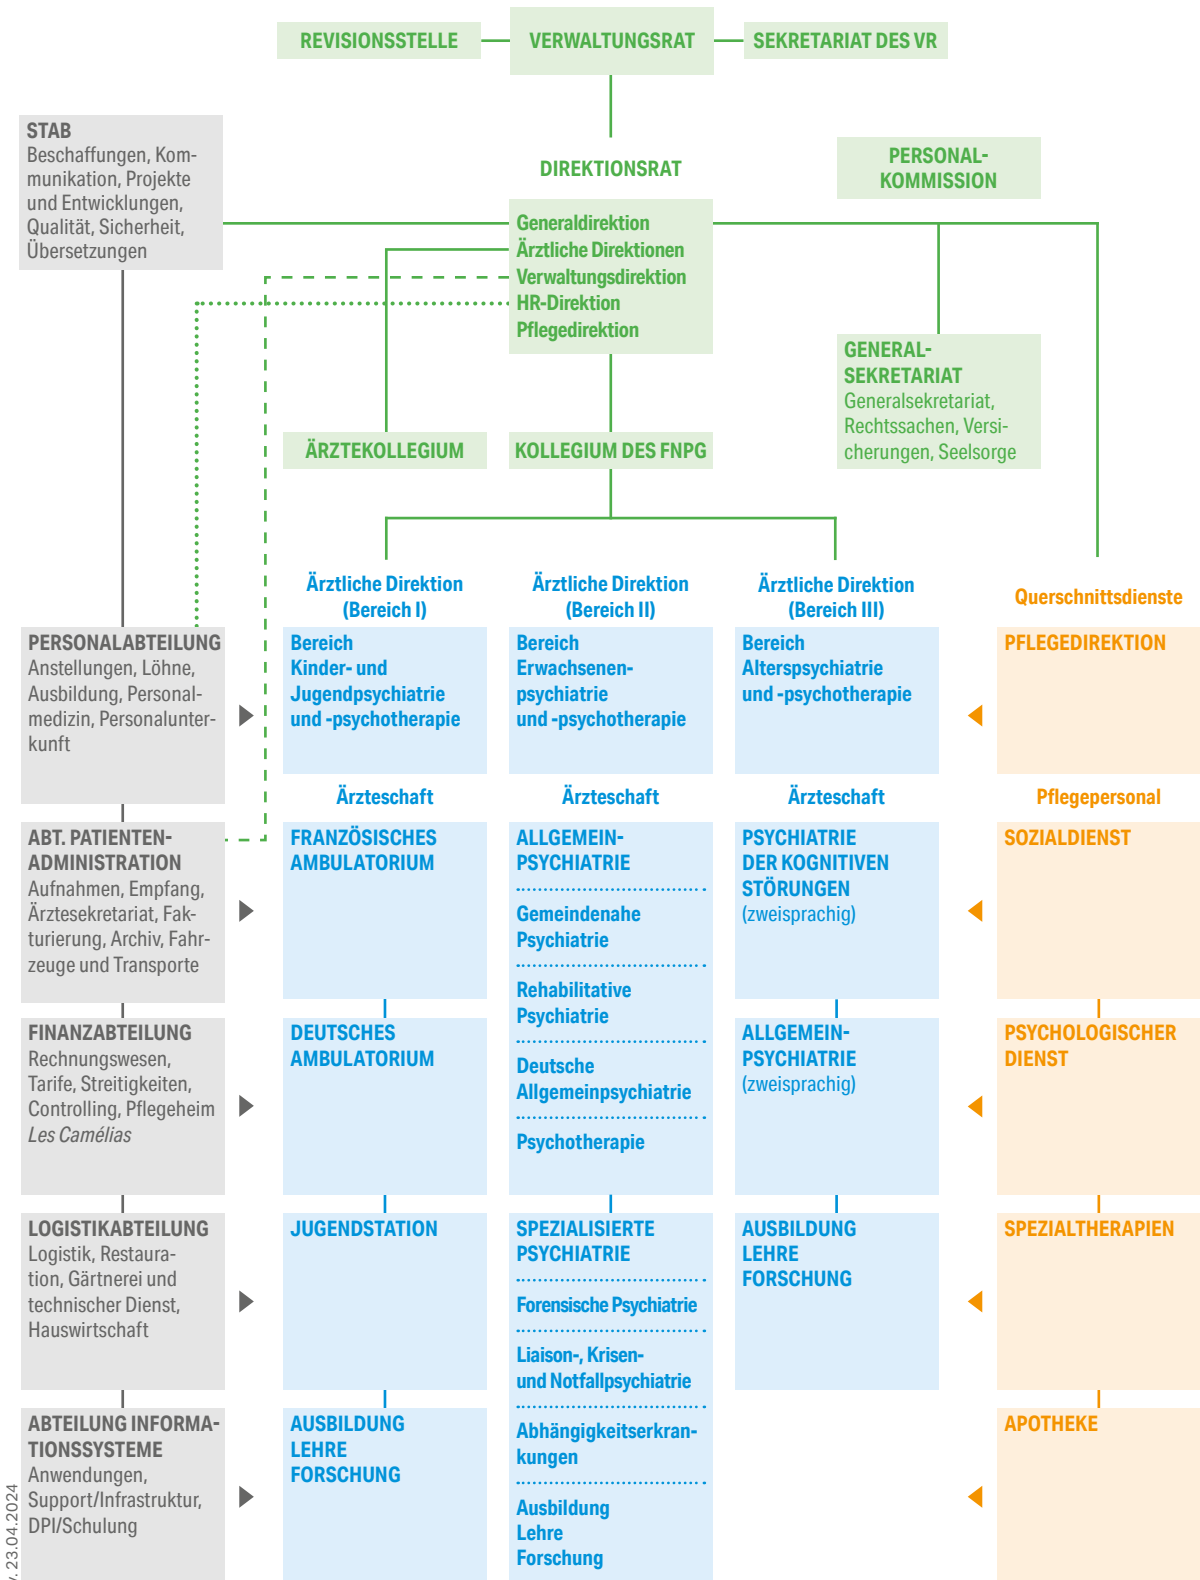 REVISIONSSTELLE
VERWALTUNGSRAT
SEKRETARIAT DES VR
STAB
Beschaffungen, Kom-
munikation, Projekte
und Entwicklungen,
Qualität, Sicherheit,
Übersetzungen
DIREKTIONSRAT
Generaldirektion
Ärztliche Direktionen
Verwaltungsdirektion
HR-Direktion
Pflegedirektion
PERSONAL-
KOMMISSION
GENERAL-
SEKRETARIAT
Generalsekretariat,
Rechtssachen, Versi-
cherungen, Seelsorge
ÄRZTEKOLLEGIUM
KOLLEGIUM DES FNPG
PERSONALABTEILUNG
Anstellungen, Löhne,
Ausbildung, Personal-
medizin, Personalunter-
kunft
ABT. PATIENTEN-
ADMINISTRATION
Aufnahmen, Empfang,
Ärztesekretariat, Fak-
turierung, Archiv, Fahr-
zeuge und Transporte
FINANZABTEILUNG
Rechnungswesen,
Tarife, Streitigkeiten,
Controlling, Pflegeheim
Les Camélias
LOGISTIKABTEILUNG
Logistik, Restaura-
tion, Gärtnerei und
technischer Dienst,
Hauswirtschaft
ABTEILUNG INFORMA-
TIONSSYSTEME
Anwendungen,
Support/Infrastruktur,
DPI/Schulung
Ärztliche Direktion
(Bereich I)
Bereich
Kinder- und
Jugendpsychiatrie
und -psychotherapie
Ärzteschaft
FRANZÖSISCHES
AMBULATORIUM
DEUTSCHES
AMBULATORIUM
JUGENDSTATION
AUSBILDUNG
LEHRE
FORSCHUNG
Ärztliche Direktion
(Bereich II)
Bereich
Erwachsenen-
psychiatrie
und -psychotherapie
Ärzteschaft
ALLGEMEIN-
PSYCHIATRIE
Gemeindenahe
Psychiatrie
Rehabilitative
Psychiatrie
Deutsche
Allgemeinpsychiatrie
Psychotherapie
SPEZIALISIERTE
PSYCHIATRIE
Forensische Psychiatrie
Liaison-, Krisen-
und Notfallpsychiatrie
Abhängigkeitserkran-
kungen
Ausbildung
Lehre
Forschung
Ärztliche Direktion
(Bereich III)
Bereich
Alterspsychiatrie
und -psychotherapie
Ärzteschaft
PSYCHIATRIE
DER KOGNITIVEN
STÖRUNGEN
(zweisprachig)
ALLGEMEIN-
PSYCHIATRIE
(zweisprachig)
AUSBILDUNG
LEHRE
FORSCHUNG
Querschnittsdienste
PFLEGEDIREKTION
Pflegepersonal
SOZIALDIENST
PSYCHOLOGISCHER
DIENST
SPEZIALTHERAPIEN
APOTHEKE
23.04.2024